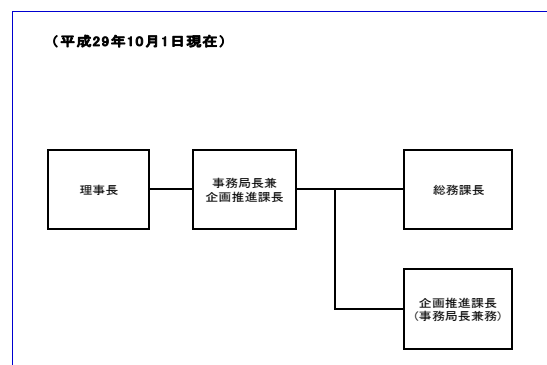 （平成29年10月1日現在）
理事長
事務局長兼
企画推進課長
総務課長
企画推進課長
（事務局長兼務）